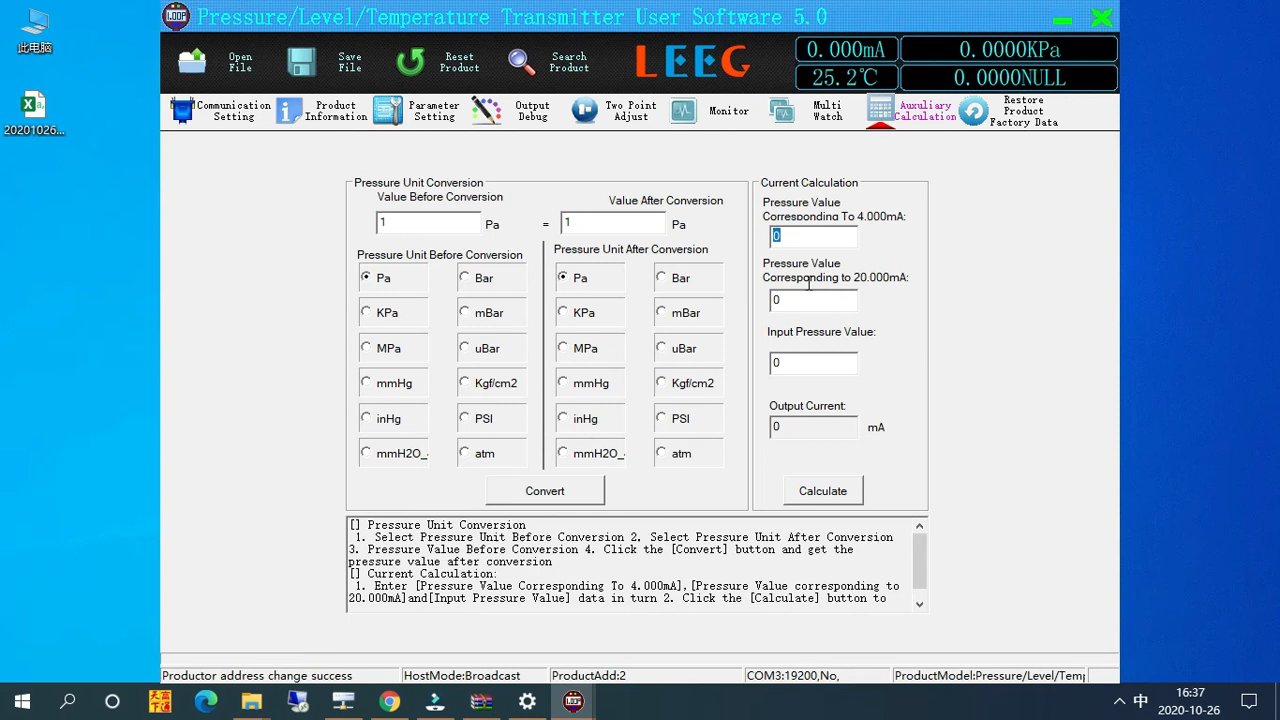 此电脑
20201026...
LOOP Pressure/Level/Temperature Transmitter User Software 5.0
Open File
Save File
Reset Product
Search Product
LEEG
0.000mA
0.0000KPa
25.2℃
0.0000NULL
Communication Setting
Product Information
Parameter Setting
Output Debug
Two Point Adjust
Monitor
Multi Watch
Auxuliary Calculation
Restore Product Factory Data
Pressure Unit Conversion
Value Before Conversion
Value After Conversion
1 Pa = 1 Pa
Pressure Unit Before Conversion
Pa Bar
KPa mBar
MPa uBar
mmHg Kgf/cm2
inHg PSI
mmH2O_ atm
Pressure Unit After Conversion
Pa Bar
KPa mBar
MPa uBar
mmHg Kgf/cm2
inHg PSI
mmH2O_ atm
Convert
Current Calculation
Pressure Value
Corresponding To 4.000mA:
0
Pressure Value
Corresponding to 20.000mA:
0
Input Pressure Value:
0
Output Current:
0 mA
Calculate
[] Pressure Unit Conversion
1. Select Pressure Unit Before Conversion 2. Select Pressure Unit After Conversion
3. Pressure Value Before Conversion 4. Click the [Convert] button and get the
pressure value after conversion
[] Current Calculation:
1. Enter [Pressure Value Corresponding To 4.000mA],[Pressure Value corresponding to
20.000mA]and[Input Pressure Value] data in turn 2. Click the [Calculate] button to
Productor address change success
HostMode:Broadcast
ProductAdd:2
COM3:19200,No,
ProductModel:Pressure/Level/Temp
天富
下通
LOOP
中
16:37
2020-10-26